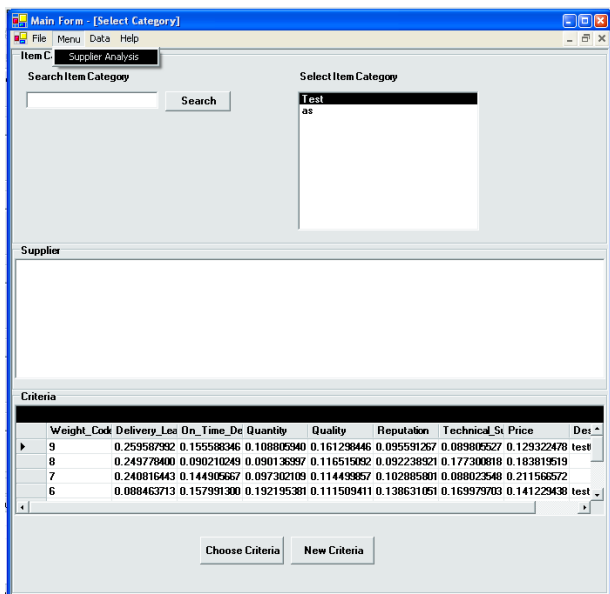 Main Form - [Select Category]
File Menu Data Help
Supplier Analysis
Item C
Search Item Category
Select Item Category
Search
Test
as
Supplier
Criteria
Weight_Code Delivery_Lea On_Time_De Quantity Quality Reputation Technical_Su Price Des
9 0.259587992 0.155588346 0.108805940 0.161298446 0.095591267 0.089805527 0.129322478 testt
8 0.249778400 0.090210249 0.090136997 0.116515092 0.092238921 0.177300818 0.183819519
7 0.240816443 0.144905667 0.097302109 0.114499857 0.102885801 0.088023548 0.211566572
6 0.088463713 0.157991300 0.192195381 0.111509411 0.138631051 0.169979703 0.141229438 test
Choose Criteria New Criteria